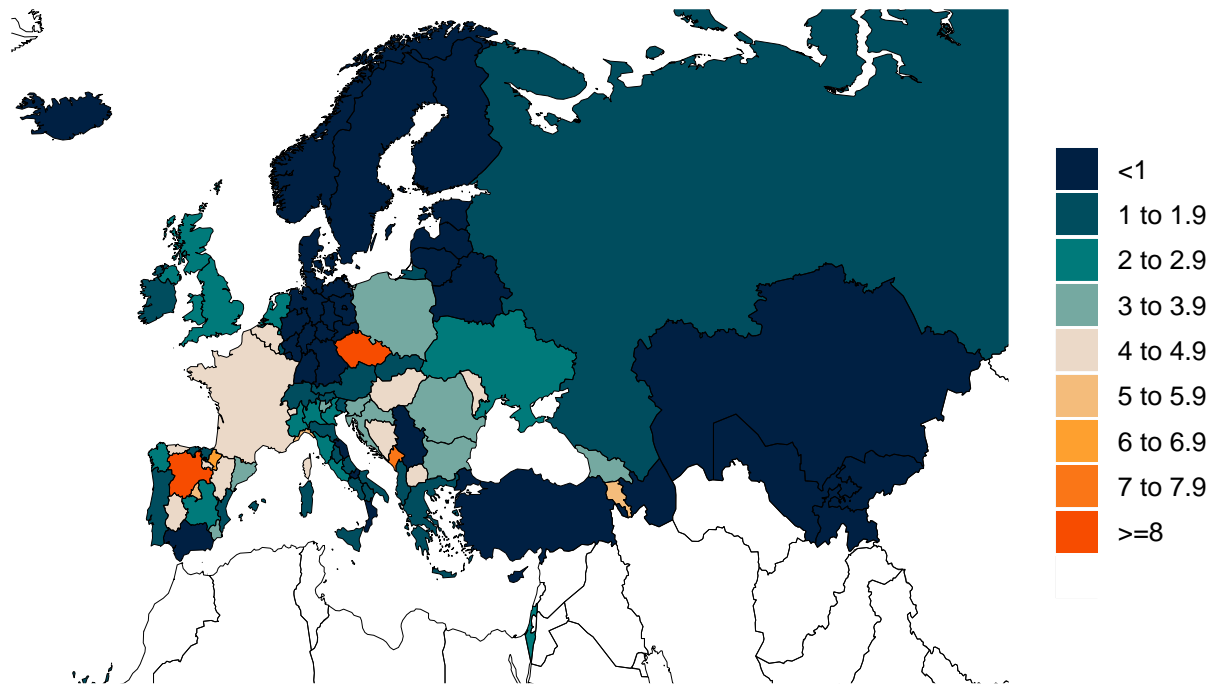 <1
1 to 1.9
2 to 2.9
3 to 3.9
4 to 4.9
5 to 5.9
6 to 6.9
7 to 7.9
>=8